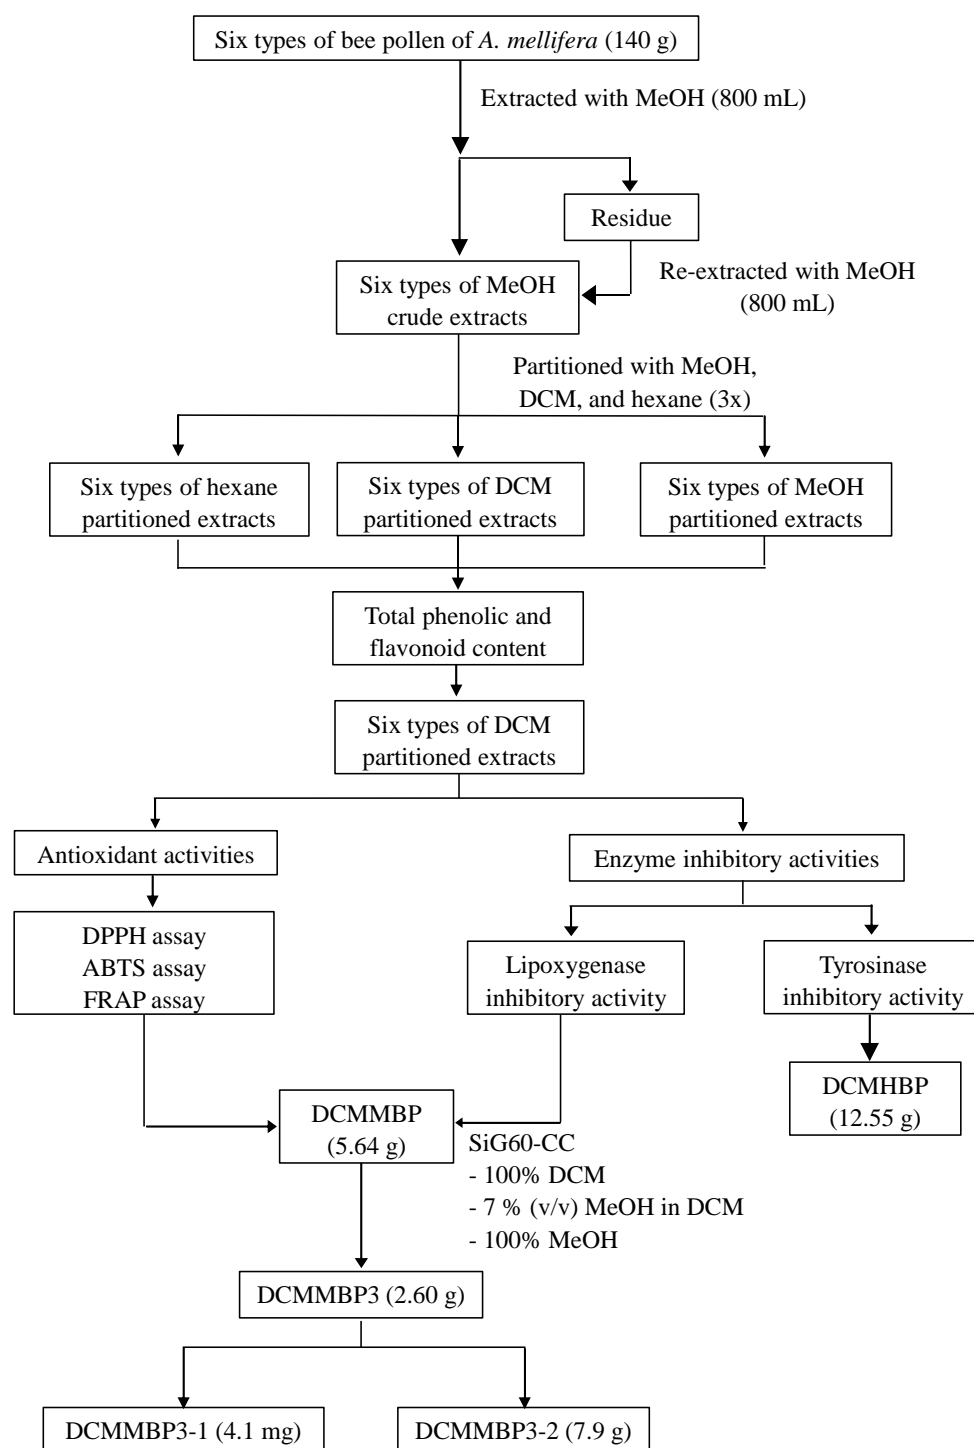 Six types of bee pollen of A. mellifera (140 g)
Extracted with MeOH (800 mL)
Residue
Re-extracted with MeOH
(800 mL)
Six types of MeOH
crude extracts
Partitioned with MeOH,
DCM, and hexane (3x)
Six types of hexane
partitioned extracts
Six types of DCM
partitioned extracts
Six types of MeOH
partitioned extracts
Total phenolic and
flavonoid content
Six types of DCM
partitioned extracts
Antioxidant activities
Enzyme inhibitory activities
DPPH assay
ABTS assay
FRAP assay
Lipoxygenase
inhibitory activity
Tyrosinase
inhibitory activity
DCMMBP
(5.64 g)
DCMHBP
(12.55 g)
SiG60-CC
- 100% DCM
- 7 % (v/v) MeOH in DCM
- 100% MeOH
DCMMBP3 (2.60 g)
DCMMBP3-1 (4.1 mg)
DCMMBP3-2 (7.9 g)